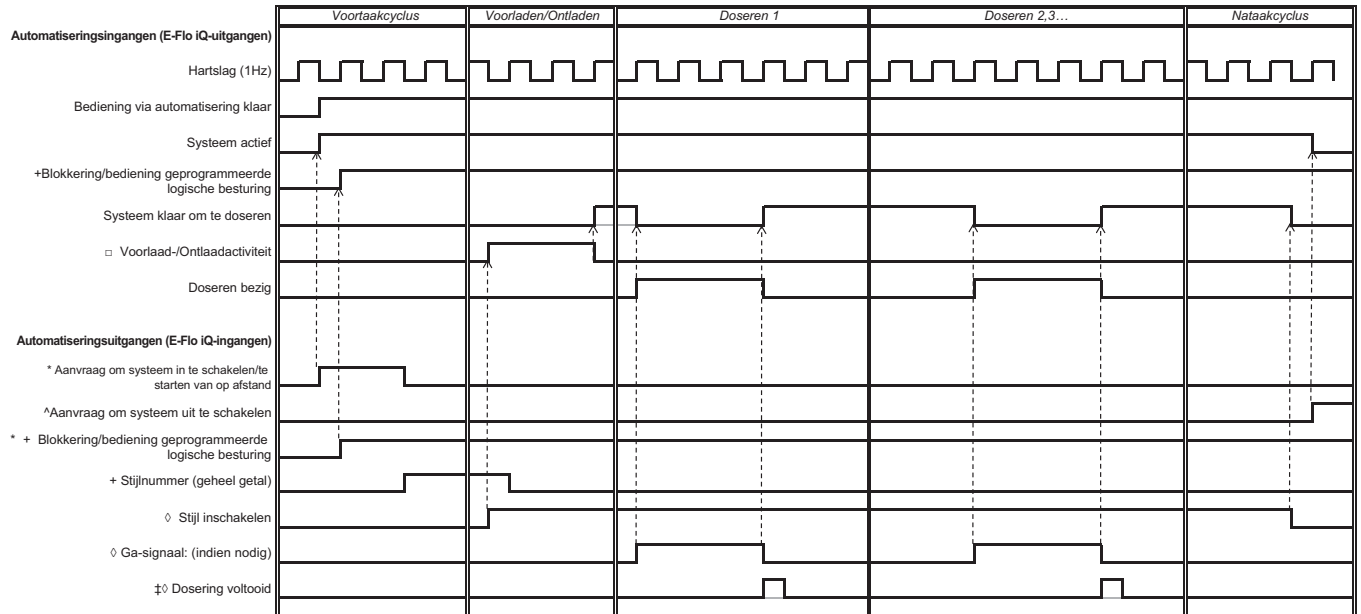 Voortaakcyclus Voorladen/Ontladen Doseren 1 Doseren 2,3… Nataakcyclus
Automatiseringsingangen (E-Flo iQ-uitgangen)
Hartslag (1Hz)
Bediening via automatisering klaar
Systeem actief
+Blokkering/bediening geprogrammeerde
logische besturing
Systeem klaar om te doseren
□ Voorlaad-/Ontlaadactiviteit
Doseren bezig
Automatiseringsuitgangen (E-Flo iQ-ingangen)
* Aanvraag om systeem in te schakelen/te
starten van op afstand
^Aanvraag om systeem uit te schakelen
* + Blokkering/bediening geprogrammeerde
logische besturing
+ Stijlnummer (geheel getal)
◊ Stijl inschakelen
◊ Ga-signaal: (indien nodig)
‡◊ Dosering voltooid